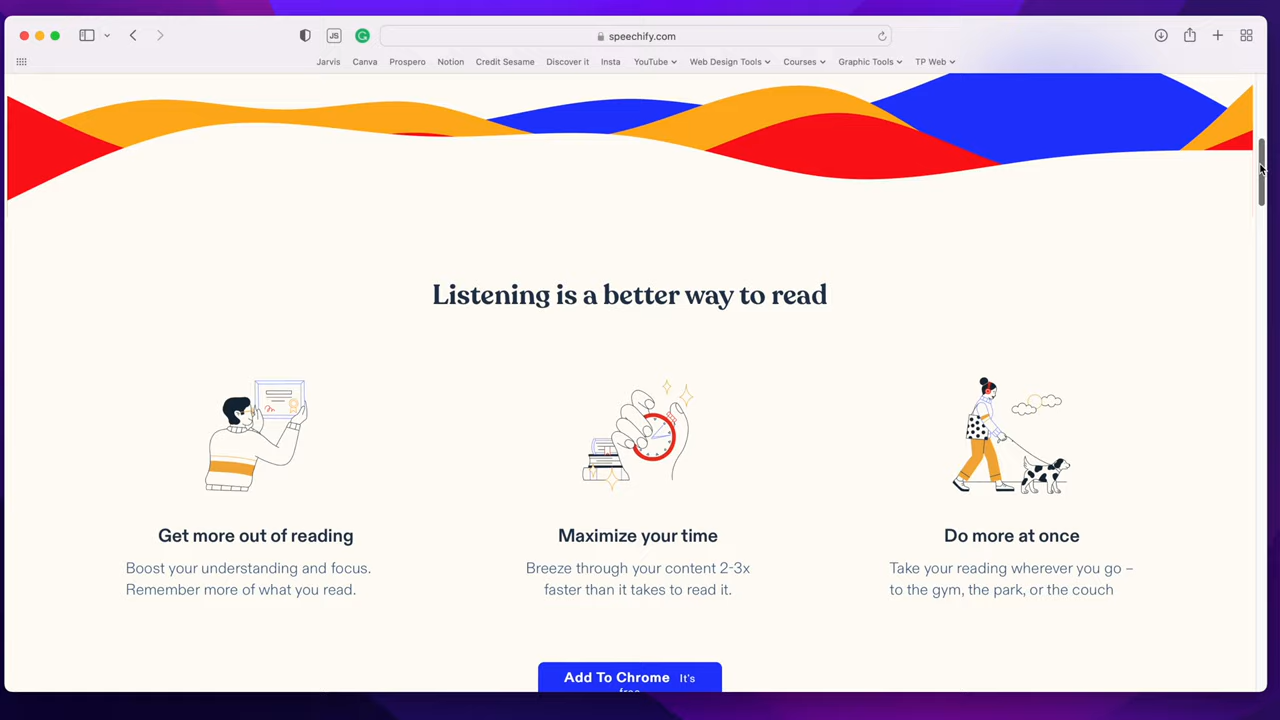 JS
speechify.com
Jarvis Canva Prospero Notion Credit Sesame Discover it Insta YouTube Web Design Tools Courses Graphic Tools TP Web
Listening is a better way to read
Get more out of reading
Boost your understanding and focus.
Remember more of what you read.
Maximize your time
Breeze through your content 2-3x
faster than it takes to read it.
Do more at once
Take your reading wherever you go –
to the gym, the park, or the couch
Add To Chrome It's
free